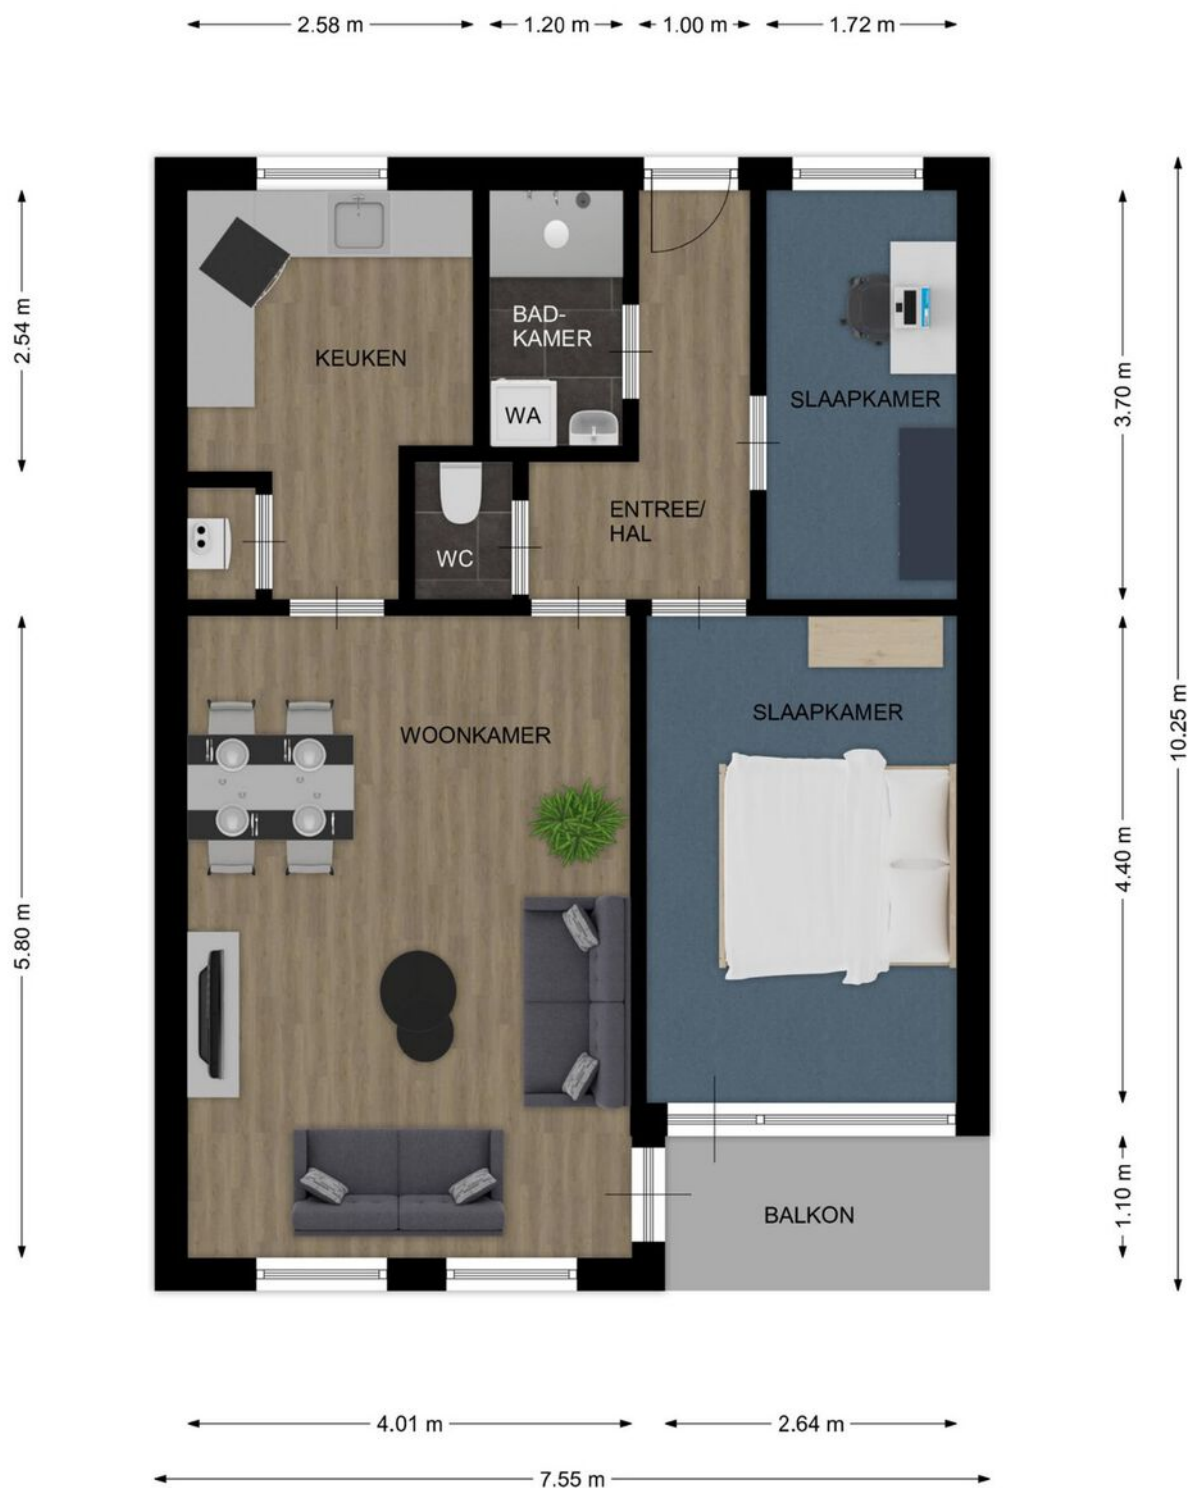 2.58 m
1.20 m
1.00 m
1.72 m
2.54 m
5.80 m
KEUKEN
BAD-
KAMER
WA
WC
ENTREE/
HAL
SLAAPKAMER
WOONKAMER
SLAAPKAMER
BALKON
3.70 m
4.40 m
1.10 m
10.25 m
4.01 m
2.64 m
7.55 m